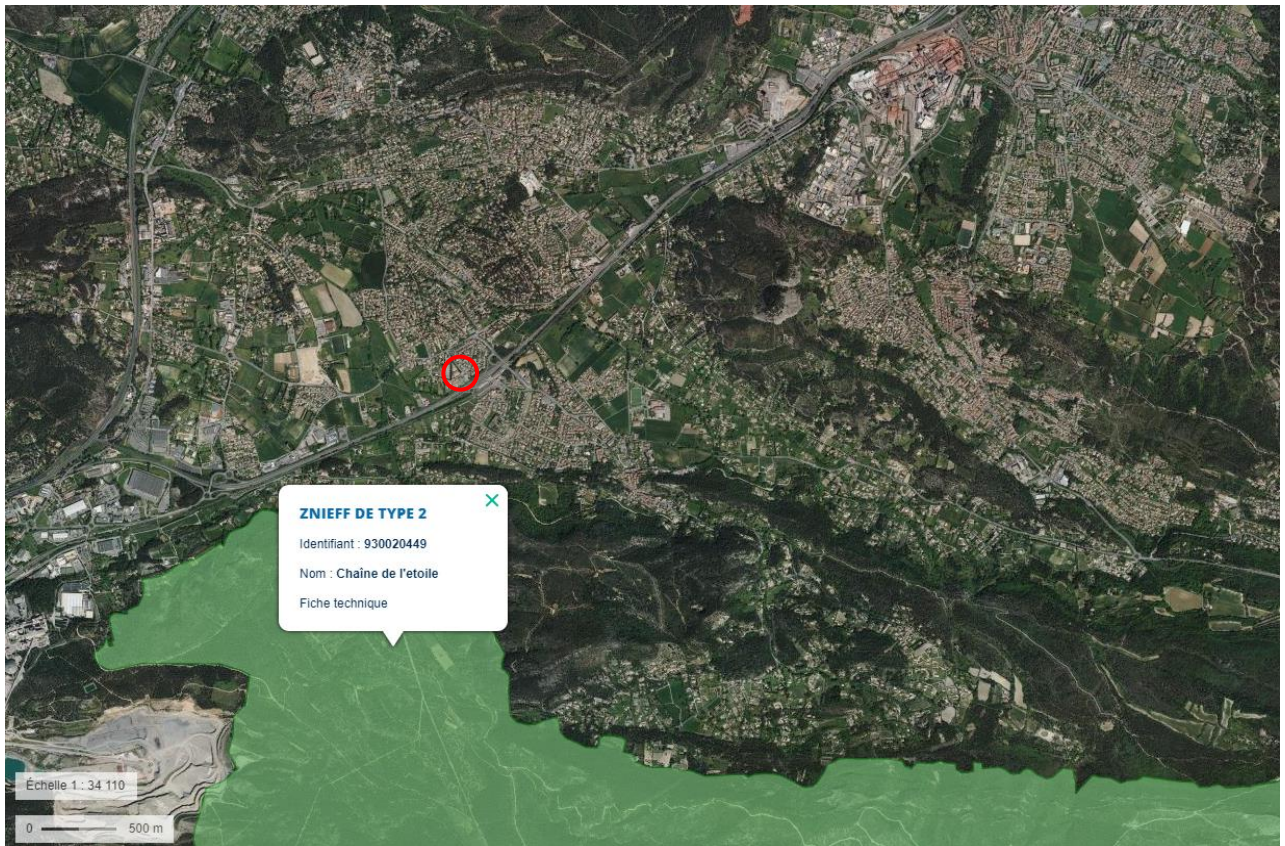 ZNIEFF DE TYPE 2
Identifiant : 930020449
Nom : Chaîne de l'etoile
Fiche technique
Échelle 1 : 34 110
0 500 m